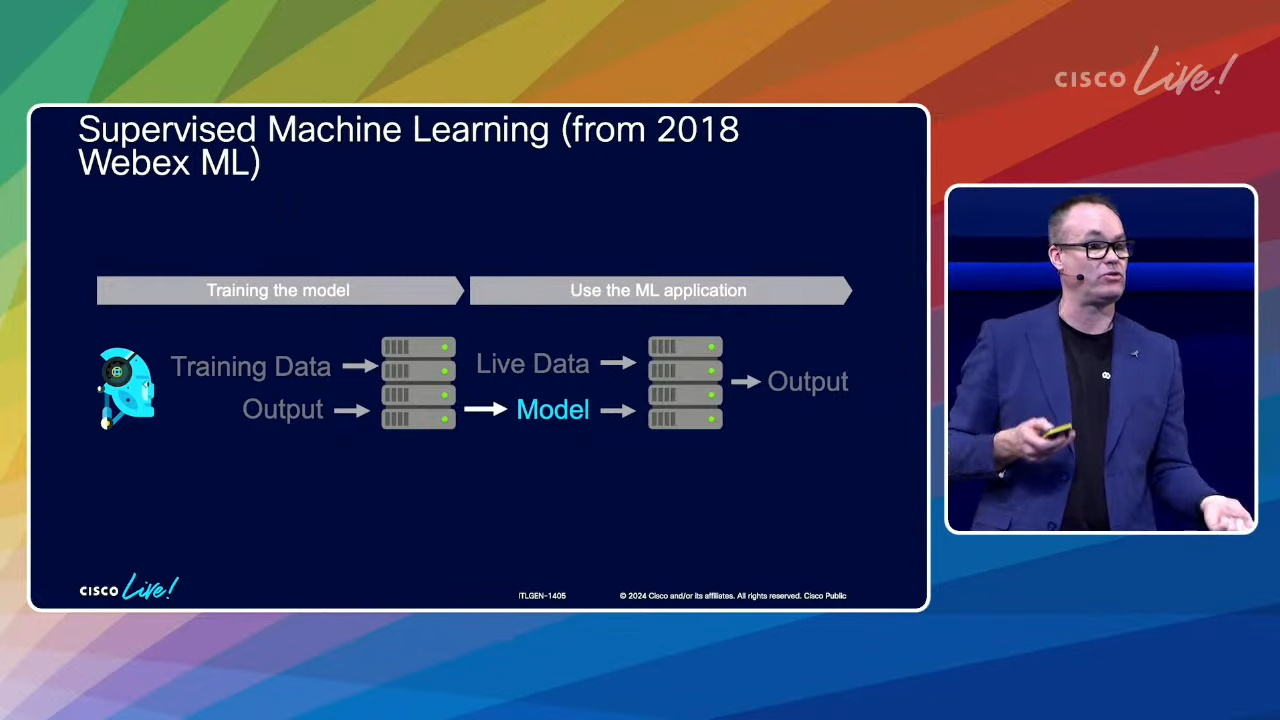 CISCO Live!
Supervised Machine Learning (from 2018
Webex ML)
Training the model
Use the ML application
Training Data
Output
Live Data
Model
Output
CISCO Live!
ITLGEN-1405
© 2024 Cisco and/or its affiliates. All rights reserved. Cisco Public